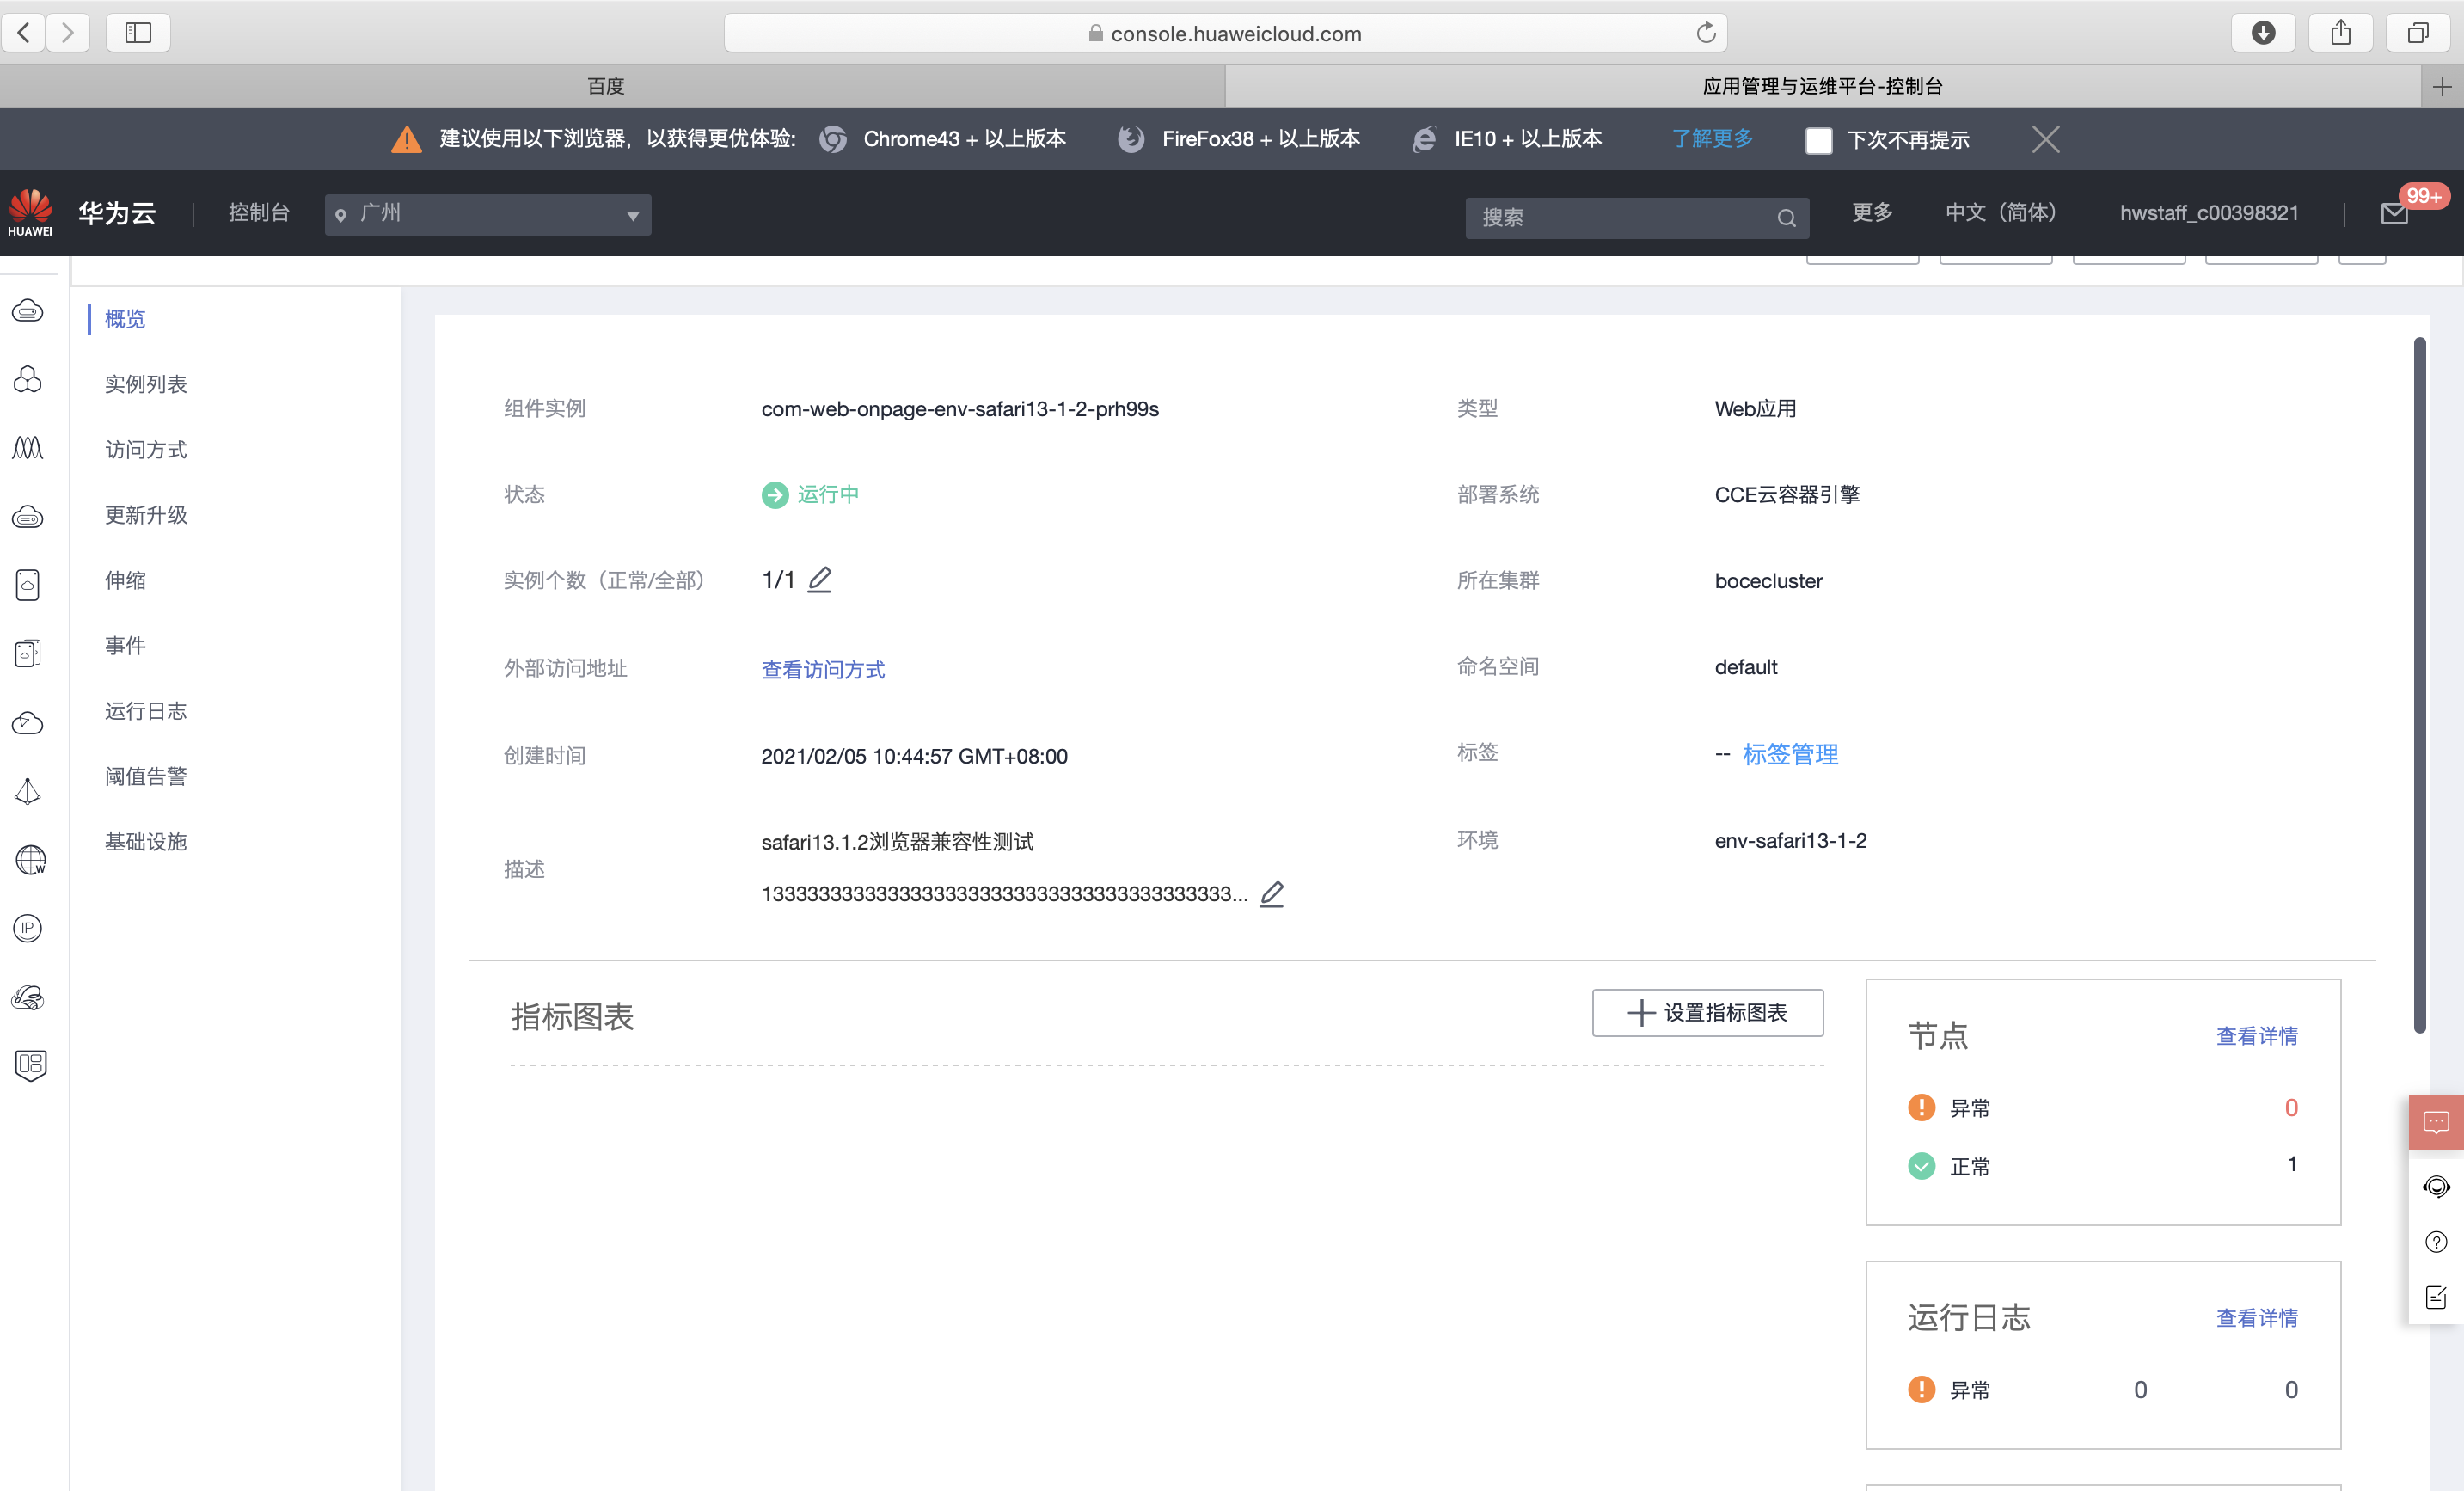 console.huaweicloud.com
百度
应用管理与运维平台-控制台
建议使用以下浏览器，以获得更优体验: Chrome43 + 以上版本 FireFox38 + 以上版本 IE10 + 以上版本 了解更多 下次不再提示
HUAWEI 华为云 控制台 广州 搜索 更多 中文（简体） hwstaff_c00398321 99+
概览
实例列表
访问方式
更新升级
伸缩
事件
运行日志
阈值告警
基础设施
组件实例 com-web-onpage-env-safari13-1-2-prh99s 类型 Web应用
状态 运行中 部署系统 CCE云容器引擎
实例个数（正常/全部） 1/1 所在集群 bocecluster
外部访问地址 查看访问方式 命名空间 default
创建时间 2021/02/05 10:44:57 GMT+08:00 标签 -- 标签管理
描述 safari13.1.2浏览器兼容性测试 环境 env-safari13-1-2
133333333333333333333333333333333333333333...
指标图表 设置指标图表
节点 查看详情
异常 0
正常 1
运行日志 查看详情
异常 0 0
W
IP